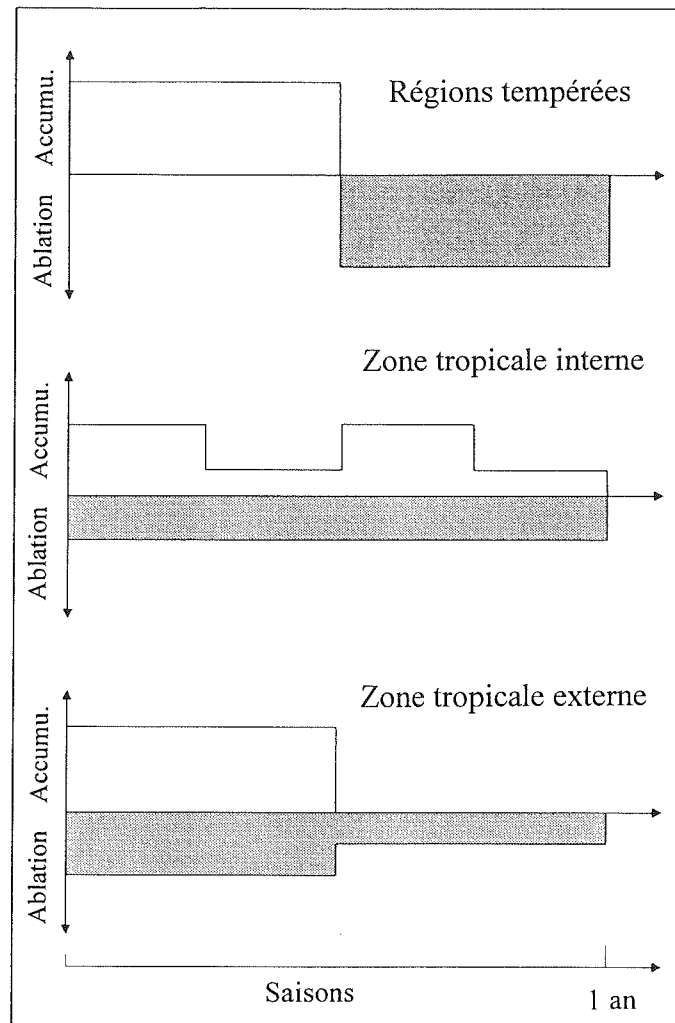 Régions tempérées
Accumu.
Ablation
Zone tropicale interne
Accumu.
Ablation
Zone tropicale externe
Accumu.
Ablation
Saisons
1 an